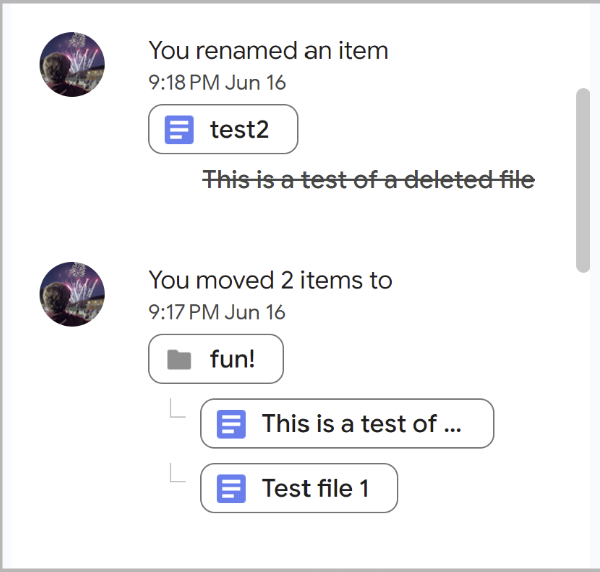 You renamed an item
9:18 PM Jun 16
test2
This is a test of a deleted file
You moved 2 items to
9:17 PM Jun 16
fun!
This is a test of ...
Test file 1